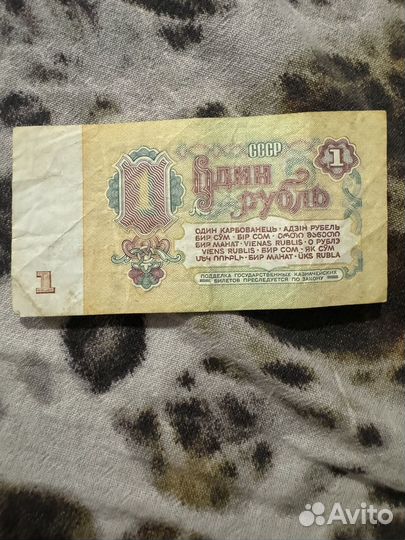 СССР
1
1
Один
рубль
ОДИН КАРБОВАНЕЦЬ · АДЗІН РУБЕЛЬ
БИР СЎМ · БІР СОМ · ᲔᲠᲗᲘ ᲛᲐᲜᲔᲗᲘ
БИР МАНАТ · VIENAS RUBLIS · О РУБЛЭ
VIENS RUBLIS · БИР СОМ · ЯК СӮМ
ՄԵԿ ՌՈՒԲԼԻ · БИР МАНАТ · ÜKS RUBLA
ПОДДЕЛКА ГОСУДАРСТВЕННЫХ КАЗНАЧЕЙСКИХ
БИЛЕТОВ ПРЕСЛЕДУЕТСЯ ПО ЗАКОНУ
1
Avito